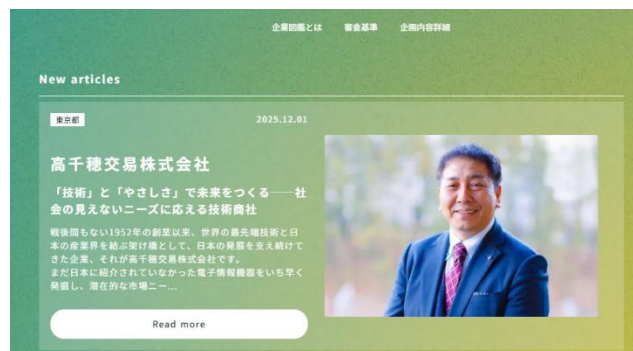 企業図鑑とは 審査基準 企画内容詳細
New articles
東京都 2025.12.01
高千穂交易株式会社
「技術」と「やさしさ」で未来をつくる──社
会の見えないニーズに応える技術商社
戦後間もない1952年の創業以来、世界の最先端技術と日
本の産業界を結ぶ架け橋として、日本の発展を支え続けて
きた企業、それが高千穂交易株式会社です。
まだ日本に紹介されていなかった電子情報機器をいち早く
発掘し、潜在的な市場ニー...
Read more